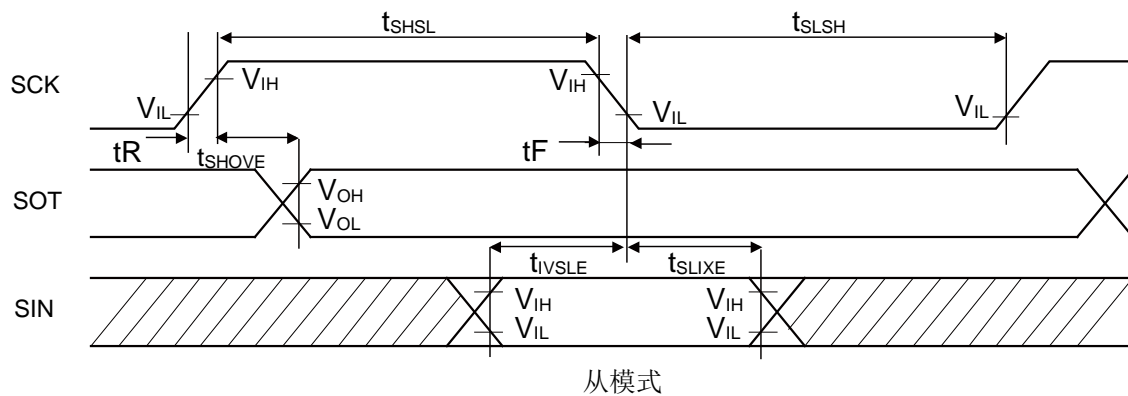 tSHSL
tSLSH
SCK
VIH
VIH
VIL
VIL
VIL
tR
tSHOVE
tF
SOT
VOH
VOL
tIVSLE
tSLIXE
SIN
VIH
VIH
VIL
VIL
从模式